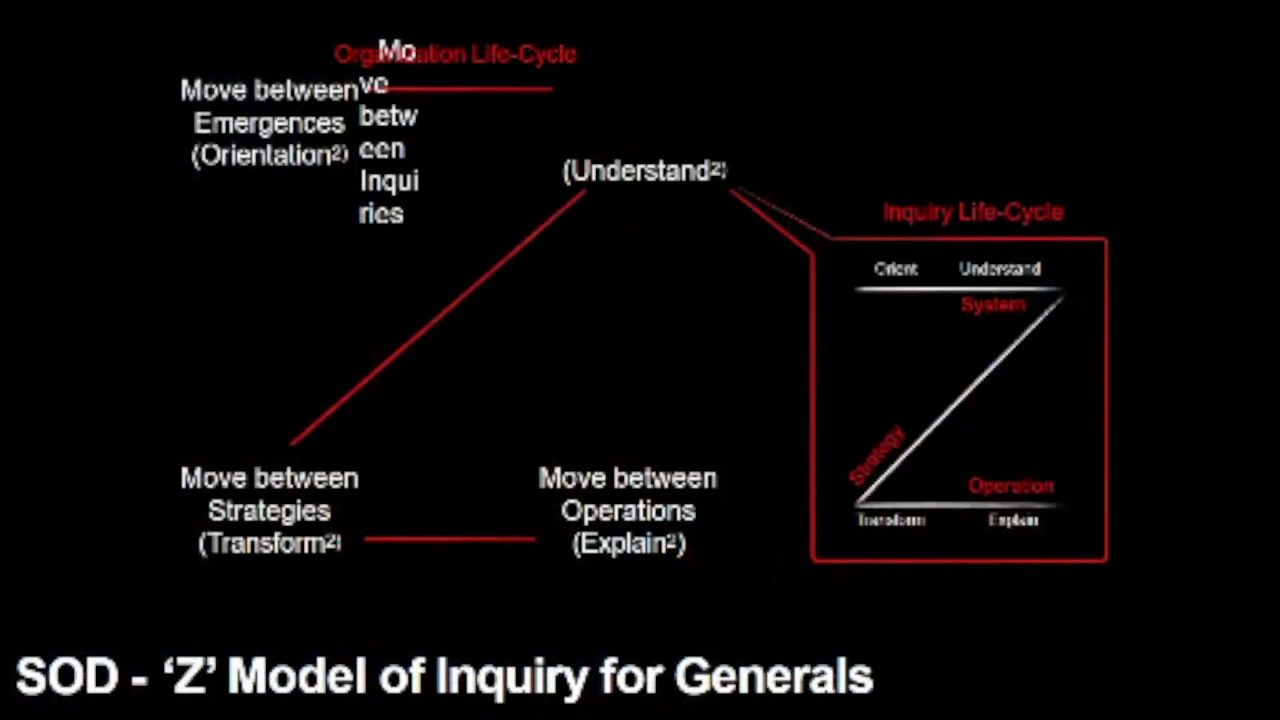 Organization Life-Cycle
Move between
Emergences
(Orientation²)
Mo
ve
betw
een
Inqui
ries
(Understand²)
Inquiry Life-Cycle
Orient Understand
System
Strategy
Operation
Transform Explain
Move between
Strategies
(Transform²)
Move between
Operations
(Explain²)
SOD - ‘Z’ Model of Inquiry for Generals